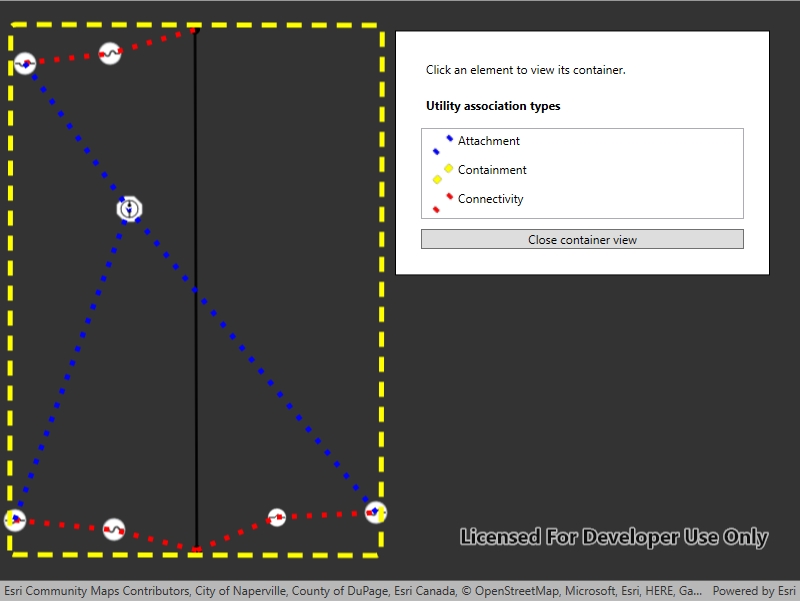 Click an element to view its container.
Utility association types
Attachment
Containment
Connectivity
Close container view
Licensed For Developer Use Only
Esri Community Maps Contributors, City of Naperville, County of DuPage, Esri Canada, © OpenStreetMap, Microsoft, Esri, HERE, Ga... Powered by Esri